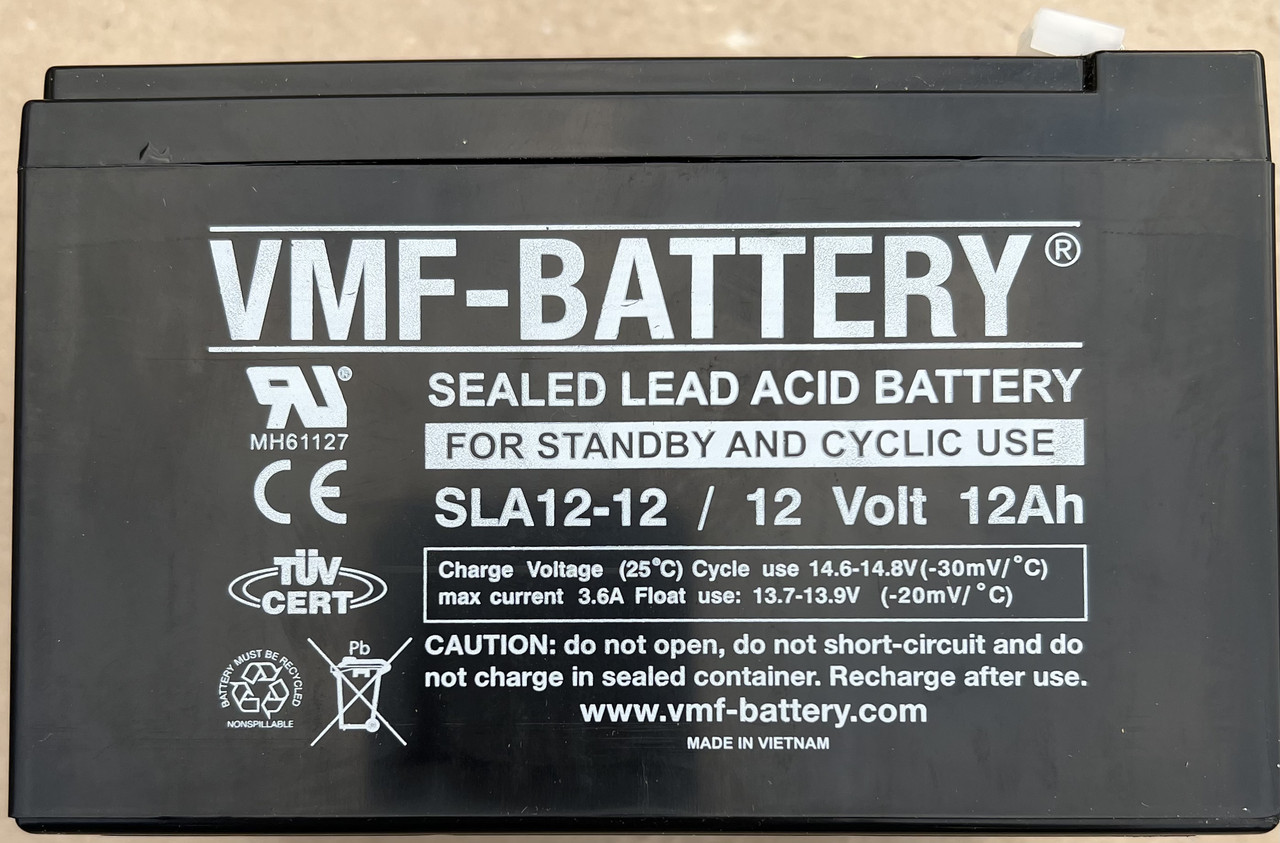 VMF-BATTERY®
RU®
MH61127
CE
TÜV
CERT
BATTERY MUST BE RECYCLED
NONSPILLABLE
Pb
SEALED LEAD ACID BATTERY
FOR STANDBY AND CYCLIC USE
SLA12-12 / 12 Volt 12Ah
Charge Voltage (25°C) Cycle use 14.6-14.8V(-30mV/°C)
max current 3.6A Float use: 13.7-13.9V (-20mV/°C)
CAUTION: do not open, do not short-circuit and do
not charge in sealed container. Recharge after use.
www.vmf-battery.com
MADE IN VIETNAM